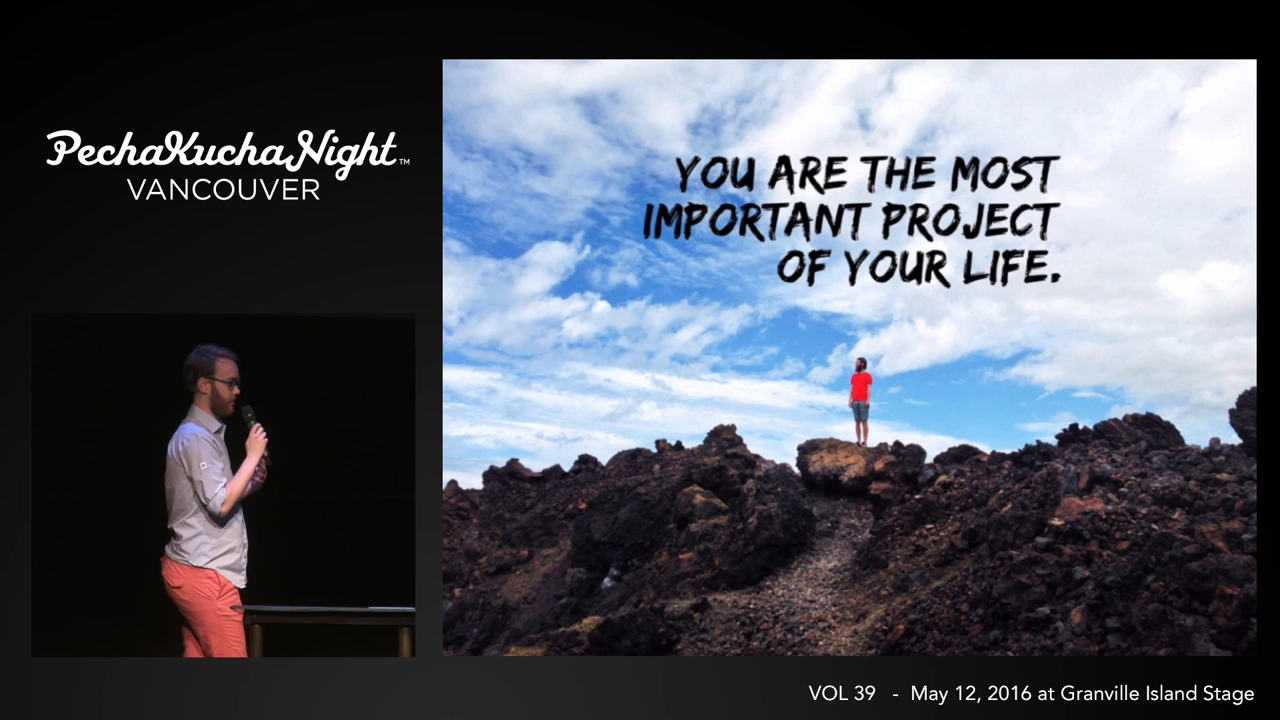 PechaKuchaNight™
VANCOUVER
YOU ARE THE MOST
IMPORTANT PROJECT
OF YOUR LIFE.
VOL 39 - May 12, 2016 at Granville Island Stage